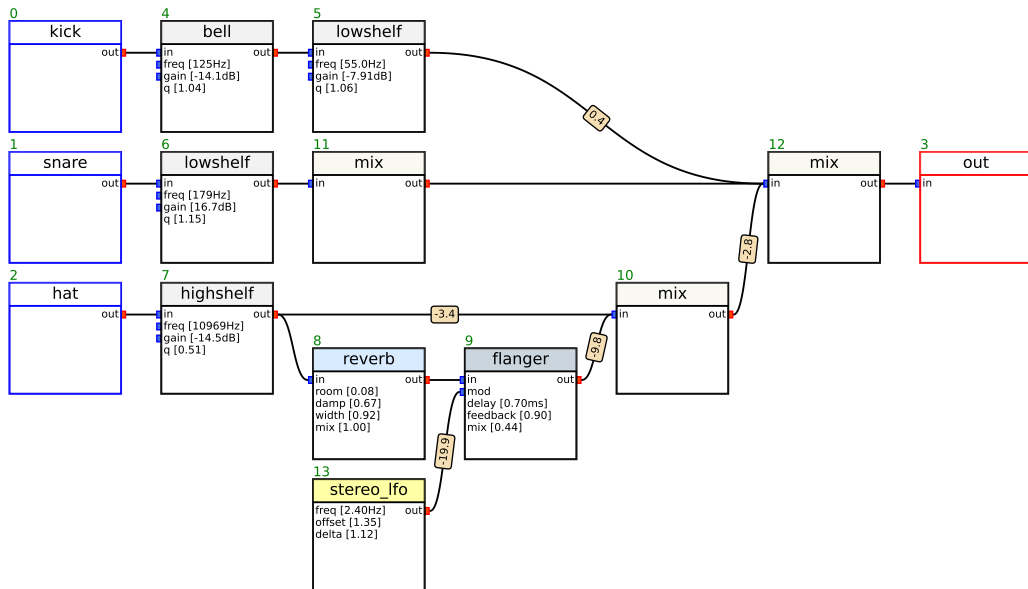 0
kick
out
4
bell
in out
freq [125Hz]
gain [-14.1dB]
q [1.04]
5
lowshelf
in out
freq [55.0Hz]
gain [-7.91dB]
q [1.06]
0.4
1
snare
out
6
lowshelf
in out
freq [179Hz]
gain [16.7dB]
q [1.15]
11
mix
in out
12
mix
in out
3
out
in
-2.8
2
hat
out
7
highshelf
in out
freq [10969Hz]
gain [-14.5dB]
q [0.51]
-3.4
10
mix
in out
-9.8
8
reverb
in out
room [0.08]
damp [0.67]
width [0.92]
mix [1.00]
9
flanger
in out
mod
delay [0.70ms]
feedback [0.90]
mix [0.44]
-19.9
13
stereo_lfo
freq [2.40Hz] out
offset [1.35]
delta [1.12]